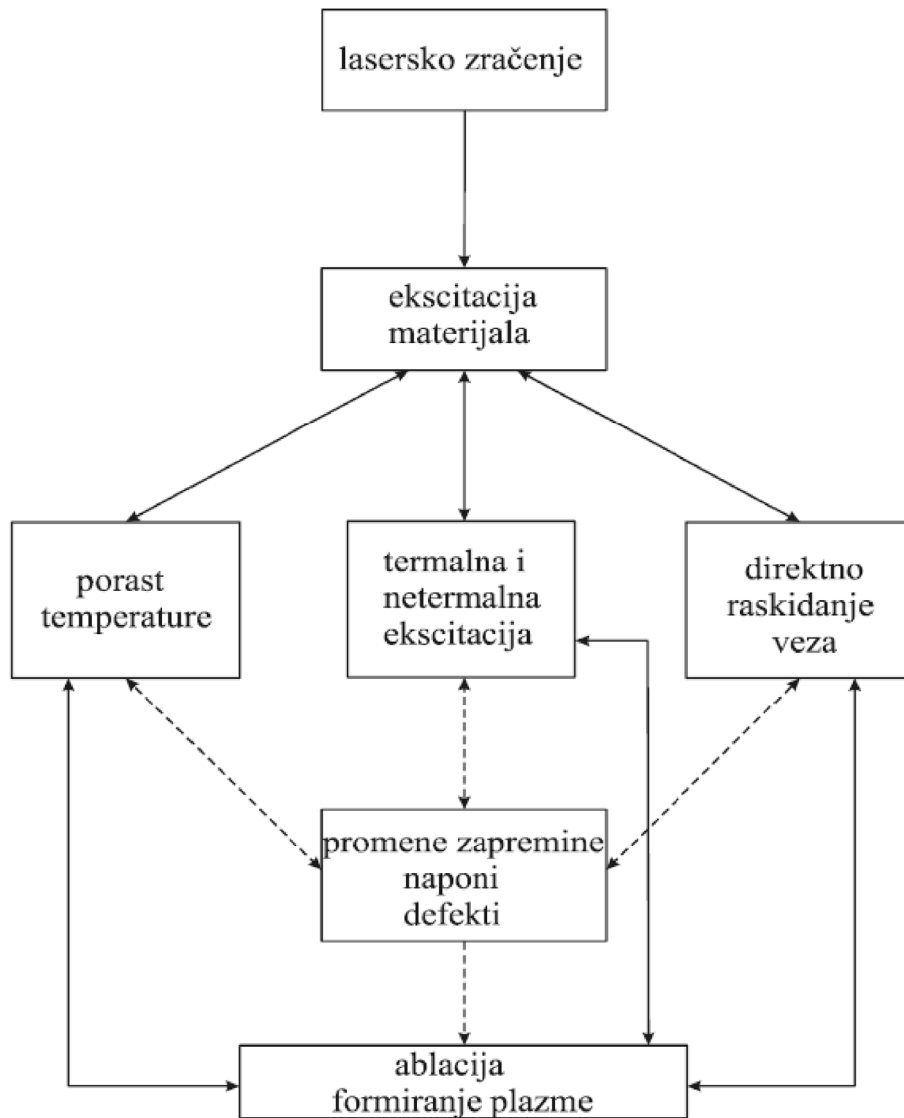 lasersko zračenje
ekscitacija
materijala
porast
temperature
termalna i
netermalna
ekscitacija
direktno
raskidanje
veza
promene zapremine
naponi
defekti
ablacija
formiranje plazme